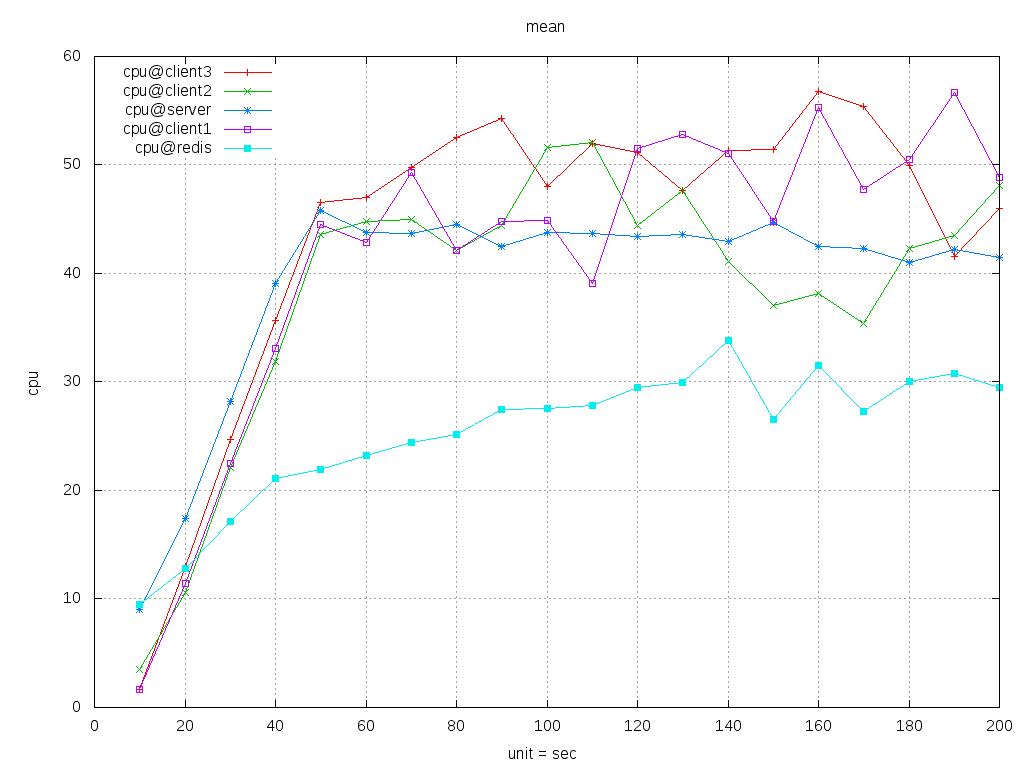 mean
60
50
40
30
20
10
0
cpu
cpu@client3
cpu@client2
cpu@server
cpu@client1
cpu@redis
0 20 40 60 80 100 120 140 160 180 200
unit = sec